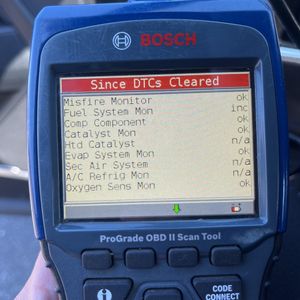 BOSCH
Since DTCs Cleared
Misfire Monitor ok
Fuel System Mon inc
Comp Component ok
Catalyst Mon ok
Htd Catalyst n/a
Evap System Mon ok
Sec Air System n/a
A/C Refrig Mon n/a
Oxygen Sens Mon ok
ProGrade OBD II Scan Tool
i
CODE
CONNECT